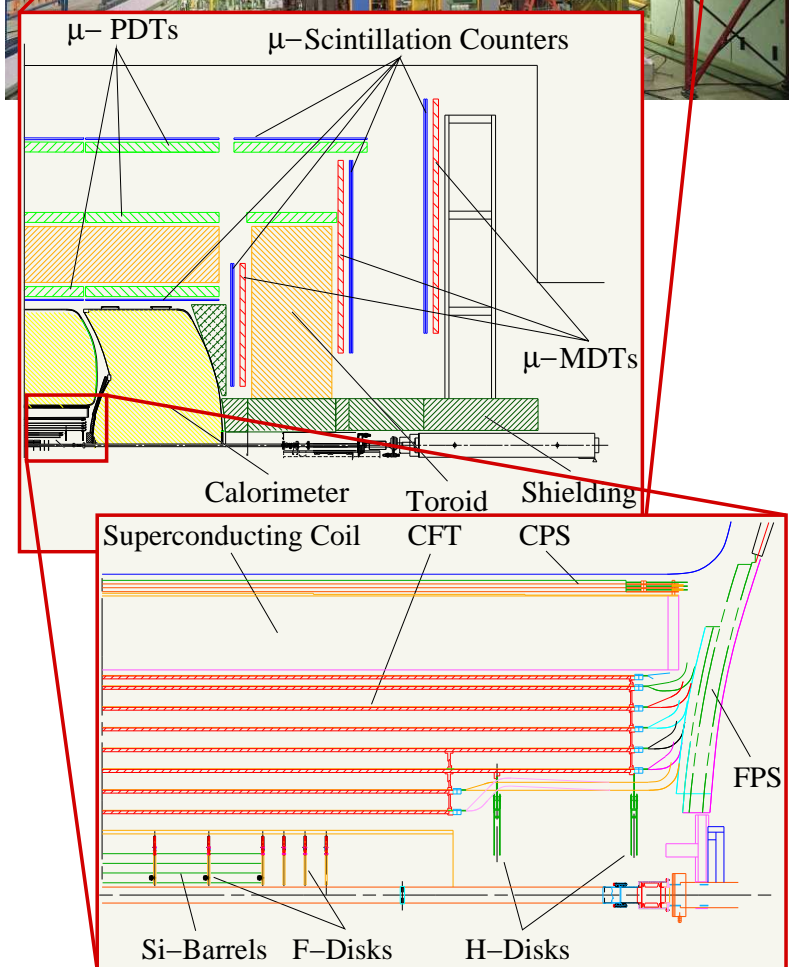 μ− PDTs
μ−Scintillation Counters
μ−MDTs
Calorimeter
Toroid
Shielding
Superconducting Coil
CFT
CPS
FPS
Si−Barrels
F−Disks
H−Disks